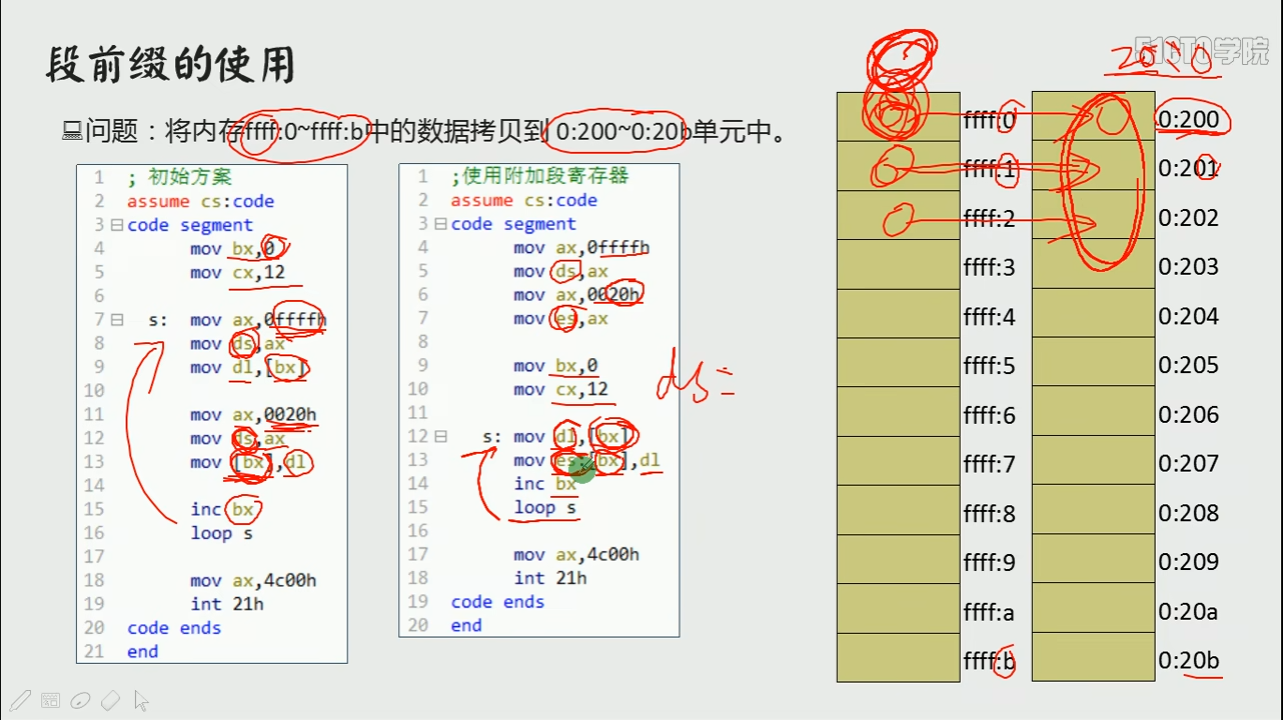 段前缀的使用
51CTO学院
20 0
问题：将内存ffff:0~ffff:b中的数据拷贝到 0:200~0:20b单元中。
1 ; 初始方案
2 assume cs:code
3 code segment
4 mov bx,0
5 mov cx,12
6
7 s: mov ax,0ffffh
8 mov ds,ax
9 mov dl,[bx]
10
11 mov ax,0020h
12 mov ds,ax
13 mov [bx],dl
14
15 inc bx
16 loop s
17
18 mov ax,4c00h
19 int 21h
20 code ends
21 end
1 ;使用附加段寄存器
2 assume cs:code
3 code segment
4 mov ax,0ffffh
5 mov ds,ax
6 mov ax,0020h
7 mov es,ax
8
9 mov bx,0
10 mov cx,12
11
12 s: mov dl,[bx]
13 mov es:[bx],dl
14 inc bx
15 loop s
16
17 mov ax,4c00h
18 int 21h
19 code ends
20 end
ds=
ffff:0 0:200
ffff:1 0:201
ffff:2 0:202
ffff:3 0:203
ffff:4 0:204
ffff:5 0:205
ffff:6 0:206
ffff:7 0:207
ffff:8 0:208
ffff:9 0:209
ffff:a 0:20a
ffff:b 0:20b